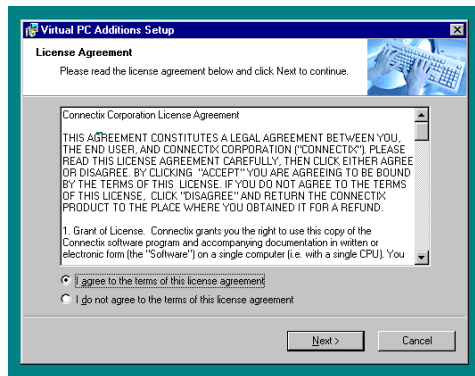 Virtual PC Additions Setup
License Agreement
Please read the license agreement below and click Next to continue.
Connectix Corporation License Agreement
THIS AGREEMENT CONSTITUTES A LEGAL AGREEMENT BETWEEN YOU,
THE END USER, AND CONNECTIX CORPORATION ("CONNECTIX"). PLEASE
READ THIS LICENSE AGREEMENT CAREFULLY, THEN CLICK EITHER AGREE
OR DISAGREE. BY CLICKING "ACCEPT" YOU ARE AGREEING TO BE BOUND
BY THE TERMS OF THIS LICENSE. IF YOU DO NOT AGREE TO THE TERMS
OF THIS LICENSE, CLICK "DISAGREE" AND RETURN THE CONNECTIX
PRODUCT TO THE PLACE WHERE YOU OBTAINED IT FOR A REFUND.
1. Grant of License. Connectix grants you the right to use this copy of the
Connectix software program and accompanying documentation in written or
electronic form (the "Software") on a single computer (i.e. with a single CPU). You
I agree to the terms of this license agreement
I do not agree to the terms of this license agreement
Next >
Cancel